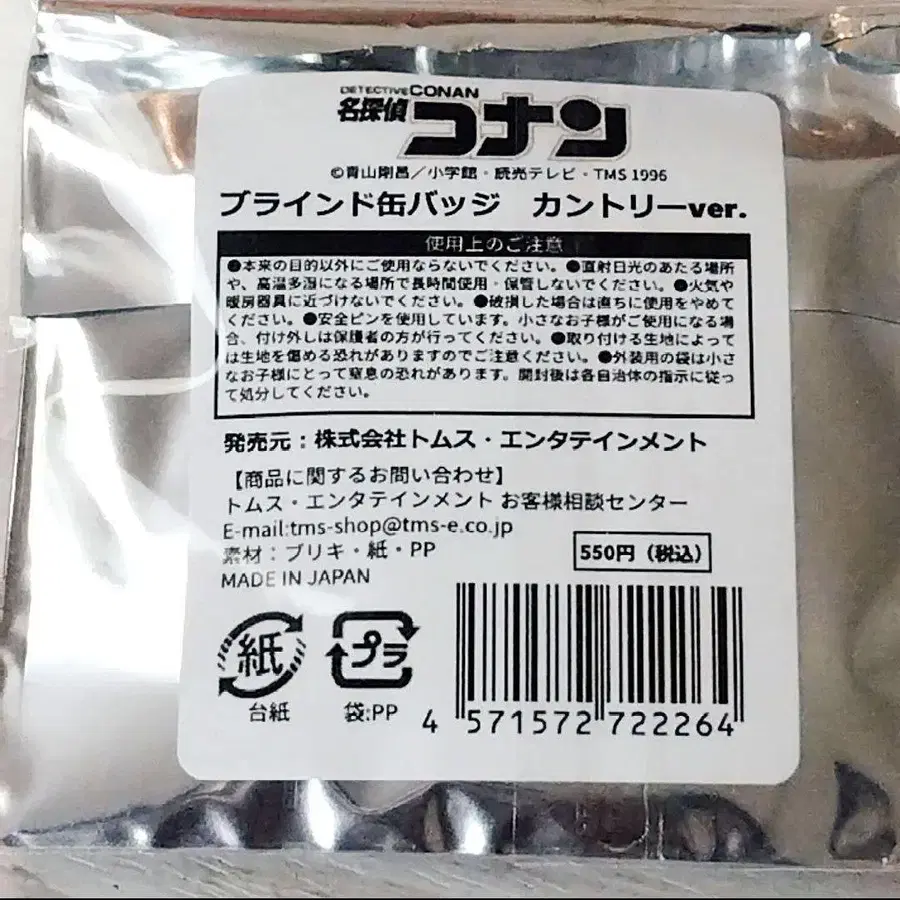 DETECTIVE CONAN
名探偵コナン
©青山剛昌／小学館・読売テレビ・TMS 1996
ブラインド缶バッジ　カントリーver.
使用上のご注意
●本来の目的以外にご使用ならないでください。●直射日光のあたる場所
や、高温多湿になる場所で長時間使用・保管しないでください。●火気や
暖房器具に近づけないでください。●破損した場合は直ちに使用をやめて
ください。●安全ピンを使用しています。小さなお子様がご使用になる場
合、付け外しは保護者の方が行ってください。●取り付ける生地によって
は生地を傷める恐れがありますのでご注意ください。●外装用の袋は小さ
なお子様にとって窒息の恐れがあります。開封後は各自治体の指示に従っ
て処分してください。
発売元：株式会社トムス・エンタテインメント
【商品に関するお問い合わせ】
トムス・エンタテインメント お客様相談センター
E-mail:tms-shop@tms-e.co.jp
素材：ブリキ・紙・PP
550円（税込）
MADE IN JAPAN
紙
プラ
台紙
袋:PP
4 571572 722264